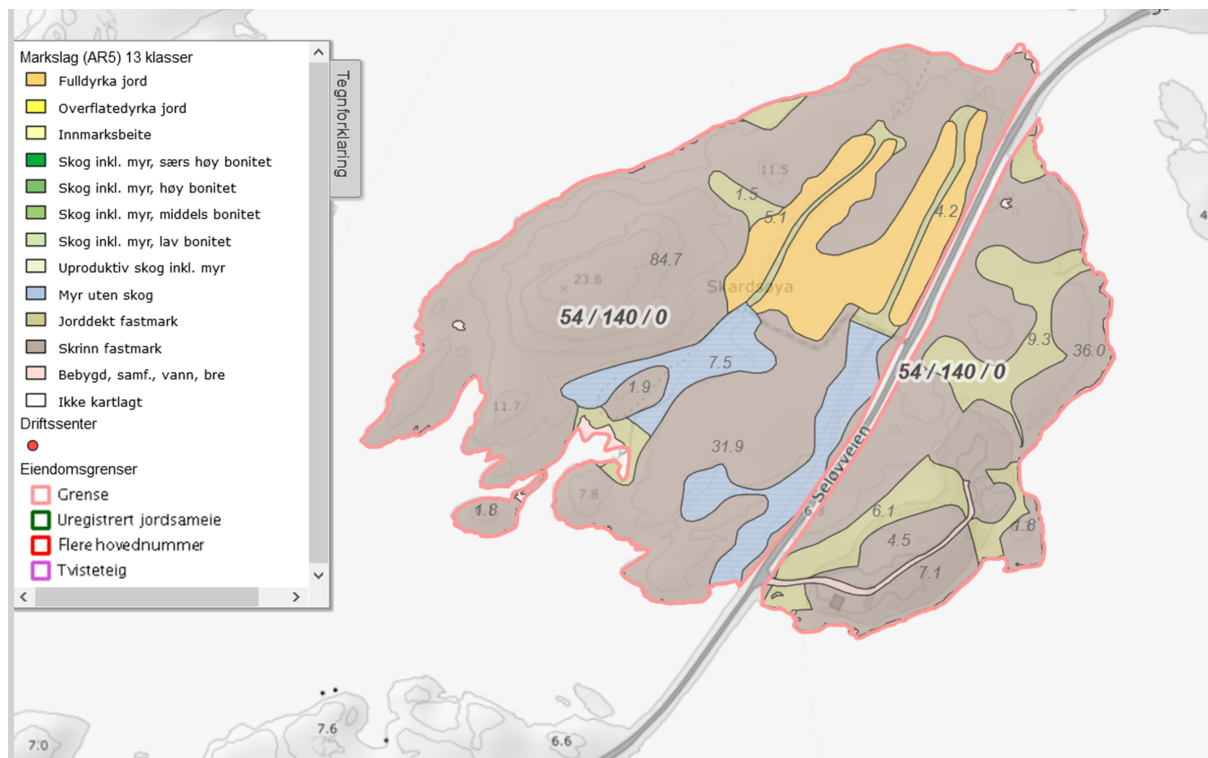 Markslag (AR5) 13 klasser
Fulldyrka jord
Overflatedyrka jord
Innmarksbeite
Skog inkl. myr, særs høy bonitet
Skog inkl. myr, høy bonitet
Skog inkl. myr, middels bonitet
Skog inkl. myr, lav bonitet
Uproduktiv skog inkl. myr
Myr uten skog
Jorddekt fastmark
Skrinn fastmark
Bebygd, samf., vann, bre
Ikke kartlagt
Driftssenter
Eiendomsgrenser
Grense
Uregistrert jordsameie
Flere hovednummer
Tvisteteig
Tegnforklaring
11.5
1.5
5.1
4.2
84.7
23.6
Skardsøya
54 / 140 / 0
7.5
9.3
36.0
54 / 140 / 0
1.9
11.7
31.9
Seløyveien
7.8
1.8
6.1
1.8
4.5
7.1
7.6
7.0
6.6